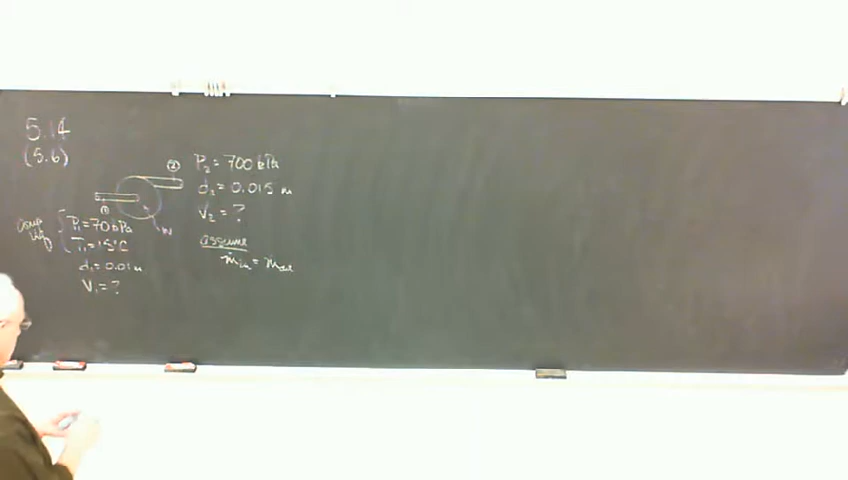 5.14
(5.6)
②
P₂ = 700 kPa
d₂ = 0.015 m
V₂ = ?
①
P₁ = 70 kPa
T₁ = 15°C
d₁ = 0.01 m
V₁ = ?
assume
ṁin = ṁout